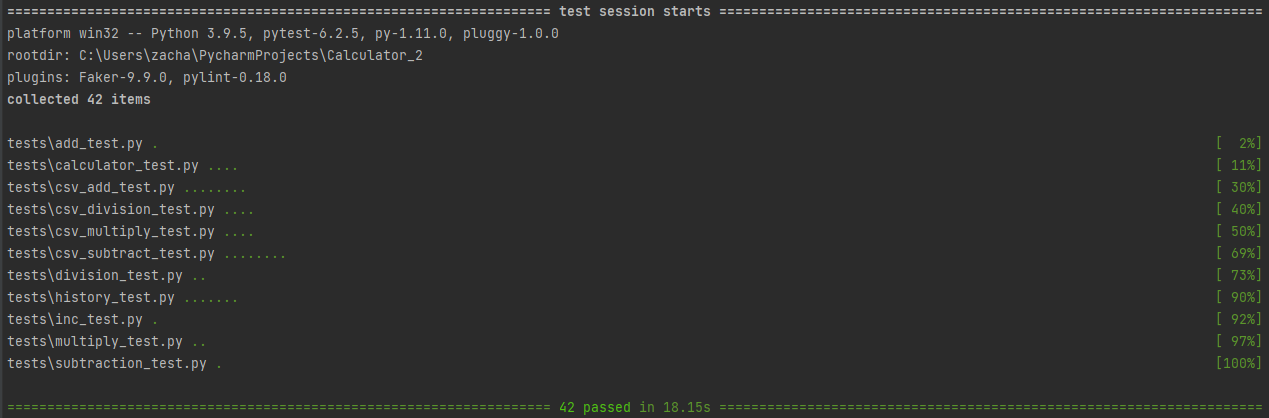 ==================================================================== test session starts ====================================================================
platform win32 -- Python 3.9.5, pytest-6.2.5, py-1.11.0, pluggy-1.0.0
rootdir: C:\Users\zacha\PycharmProjects\Calculator_2
plugins: Faker-9.9.0, pylint-0.18.0
collected 42 items
tests\add_test.py . [  2%]
tests\calculator_test.py .... [ 11%]
tests\csv_add_test.py ........ [ 30%]
tests\csv_division_test.py .... [ 40%]
tests\csv_multiply_test.py .... [ 50%]
tests\csv_subtract_test.py ........ [ 69%]
tests\division_test.py .. [ 73%]
tests\history_test.py ....... [ 90%]
tests\inc_test.py . [ 92%]
tests\multiply_test.py .. [ 97%]
tests\subtraction_test.py . [100%]
==================================================================== 42 passed in 18.15s ====================================================================